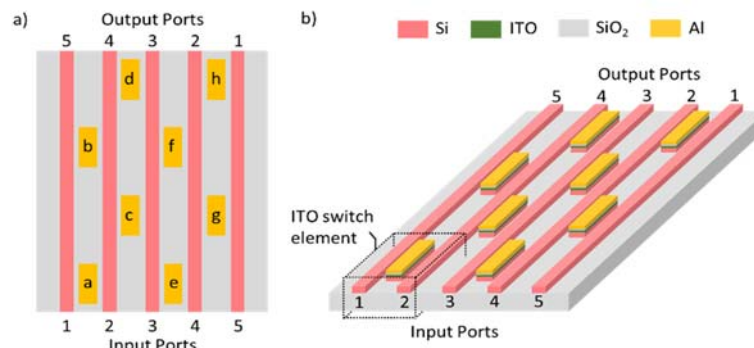 a)
Output Ports
5 4 3 2 1
d h
b f
c g
a e
1 2 3 4 5
Input Ports
b)
Si ITO SiO₂ Al
Output Ports
5 4 3 2 1
ITO switch
element
1 2 3 4 5
Input Ports